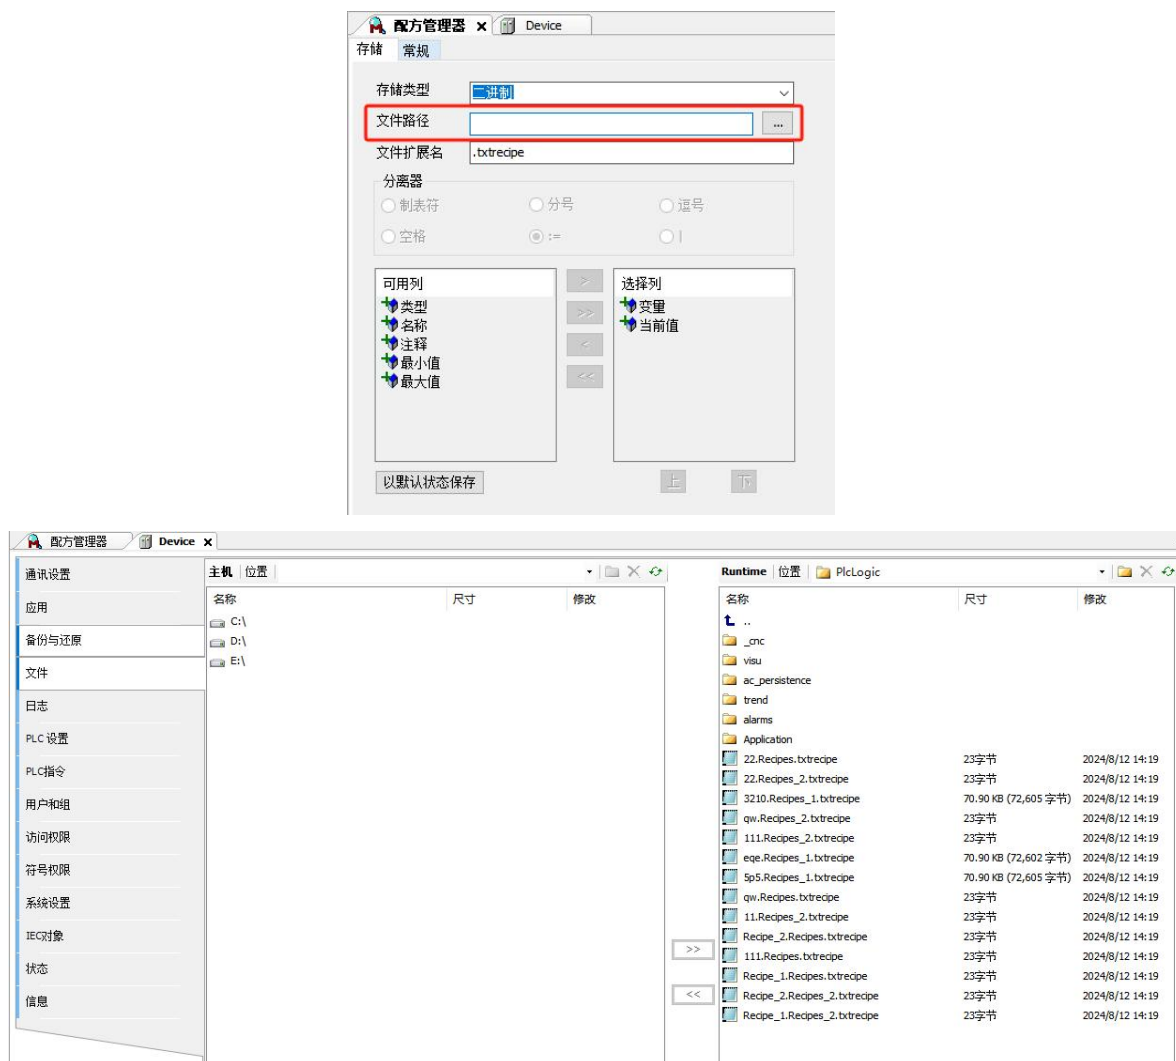 配方管理器 Device
存储 常规
存储类型 二进制
文件路径 ...
文件扩展名 .txtrecipe
分离器
制表符 分号 逗号
空格 := |
可用列 > 选择列
类型 变量
名称 >> 当前值
注释 <
最小值
最大值 <<
以默认状态保存 上 下
配方管理器 Device
通讯设置 主机 位置 Runtime 位置 PlcLogic
名称 尺寸 修改 名称 尺寸 修改
应用 C:\ ..
备份与还原 D:\ _cnc
E:\ visu
文件 ac_persistence
日志 trend
alarms
PLC 设置 Application
PLC指令 22.Recipes.txtrecipe 23字节 2024/8/12 14:19
22.Recipes_2.txtrecipe 23字节 2024/8/12 14:19
用户和组 3210.Recipes_1.txtrecipe 70.90 KB (72,605 字节) 2024/8/12 14:19
qw.Recipes_2.txtrecipe 23字节 2024/8/12 14:19
访问权限 111.Recipes_2.txtrecipe 23字节 2024/8/12 14:19
符号权限 eqe.Recipes_1.txtrecipe 70.90 KB (72,602 字节) 2024/8/12 14:19
5p5.Recipes_1.txtrecipe 70.90 KB (72,605 字节) 2024/8/12 14:19
系统设置 qw.Recipes.txtrecipe 23字节 2024/8/12 14:19
11.Recipes_2.txtrecipe 23字节 2024/8/12 14:19
IEC对象 Recipe_2.Recipes.txtrecipe 23字节 2024/8/12 14:19
>> 111.Recipes.txtrecipe 23字节 2024/8/12 14:19
状态 Recipe_1.Recipes.txtrecipe 23字节 2024/8/12 14:19
信息 << Recipe_2.Recipes_2.txtrecipe 23字节 2024/8/12 14:19
Recipe_1.Recipes_2.txtrecipe 23字节 2024/8/12 14:19